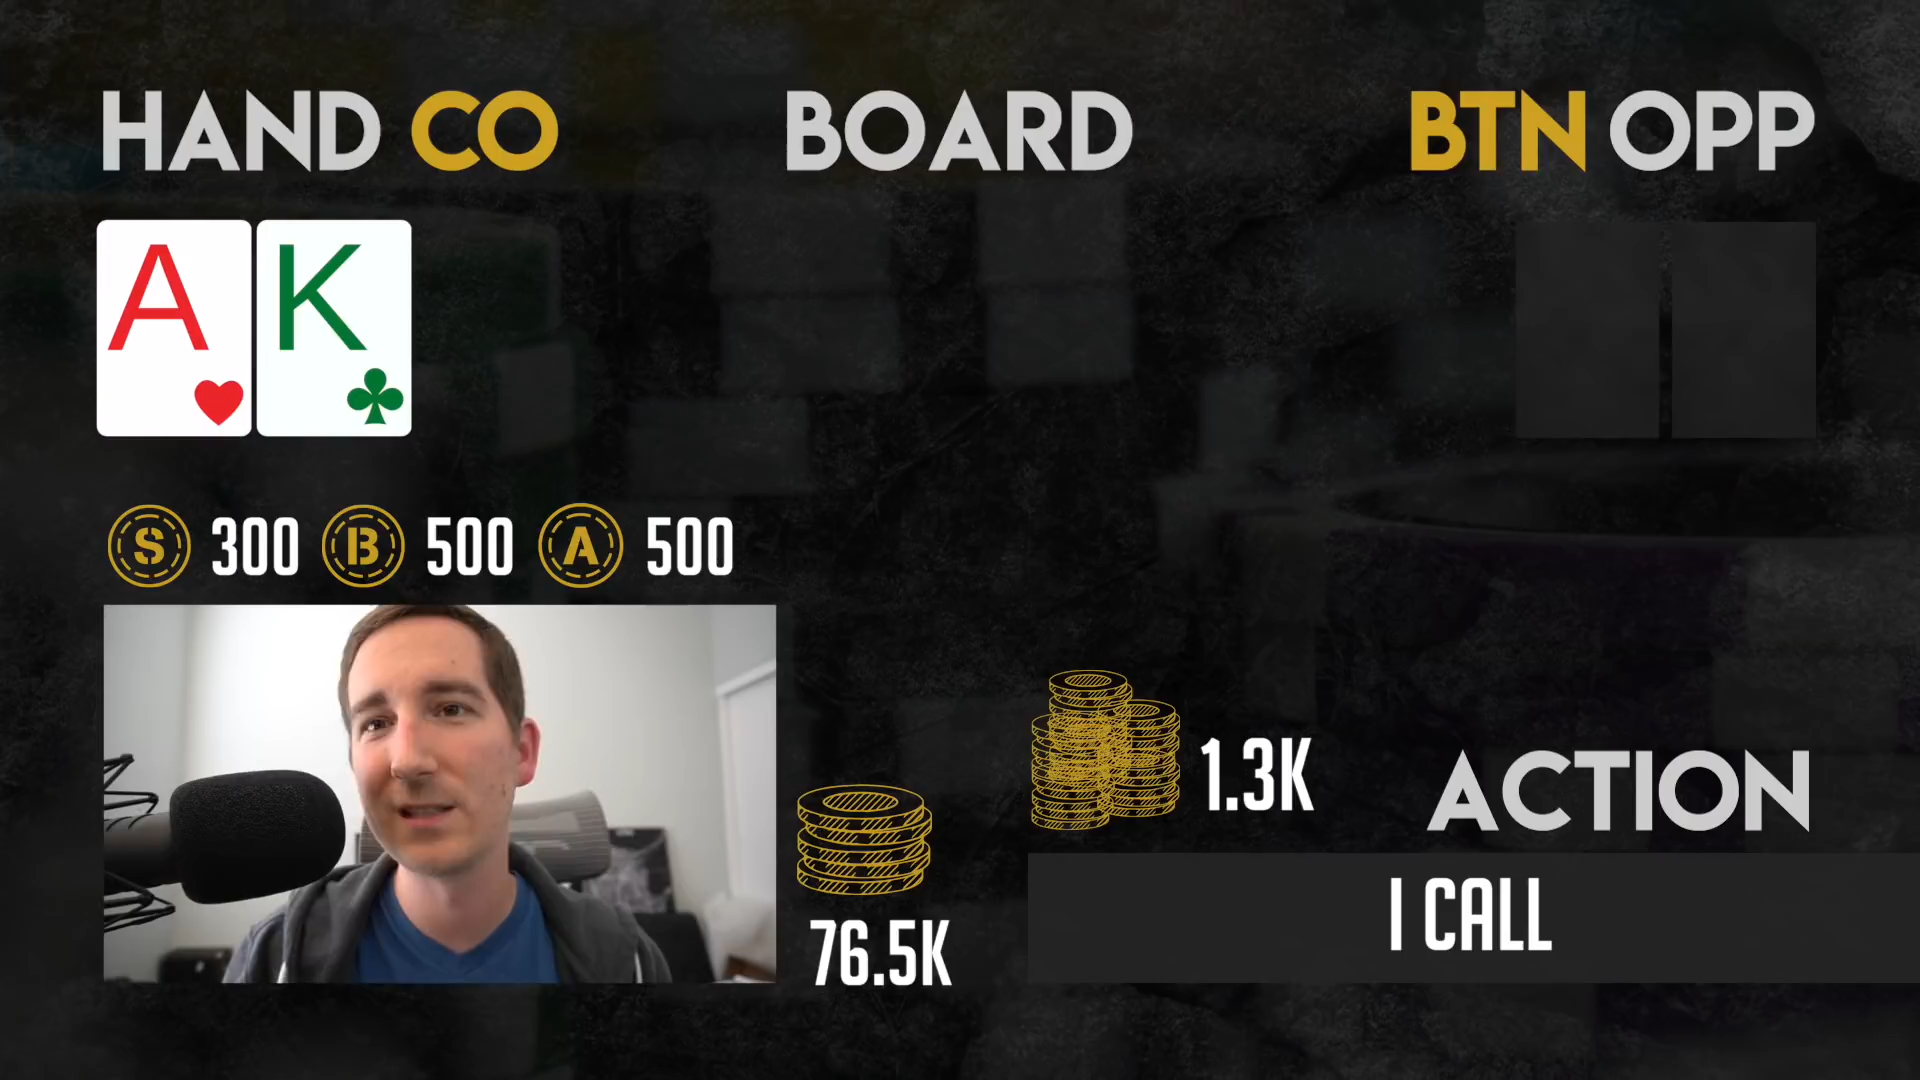 HAND CO
BOARD
BTN OPP
A K
S 300 B 500 A 500
1.3K
ACTION
76.5K
I CALL